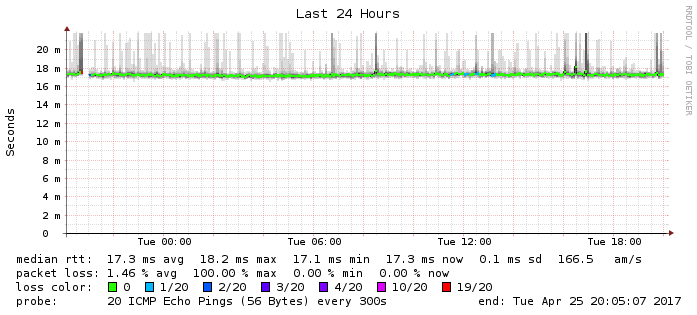 Last 24 Hours
RRDTOOL / TOBI OETIKER
Seconds
20 m
18 m
16 m
14 m
12 m
10 m
8 m
6 m
4 m
2 m
0
Tue 00:00 Tue 06:00 Tue 12:00 Tue 18:00
median rtt: 17.3 ms avg 18.2 ms max 17.1 ms min 17.3 ms now 0.1 ms sd 166.5 am/s
packet loss: 1.46 % avg 100.00 % max 0.00 % min 0.00 % now
loss color: 0 1/20 2/20 3/20 4/20 10/20 19/20
probe: 20 ICMP Echo Pings (56 Bytes) every 300s end: Tue Apr 25 20:05:07 2017